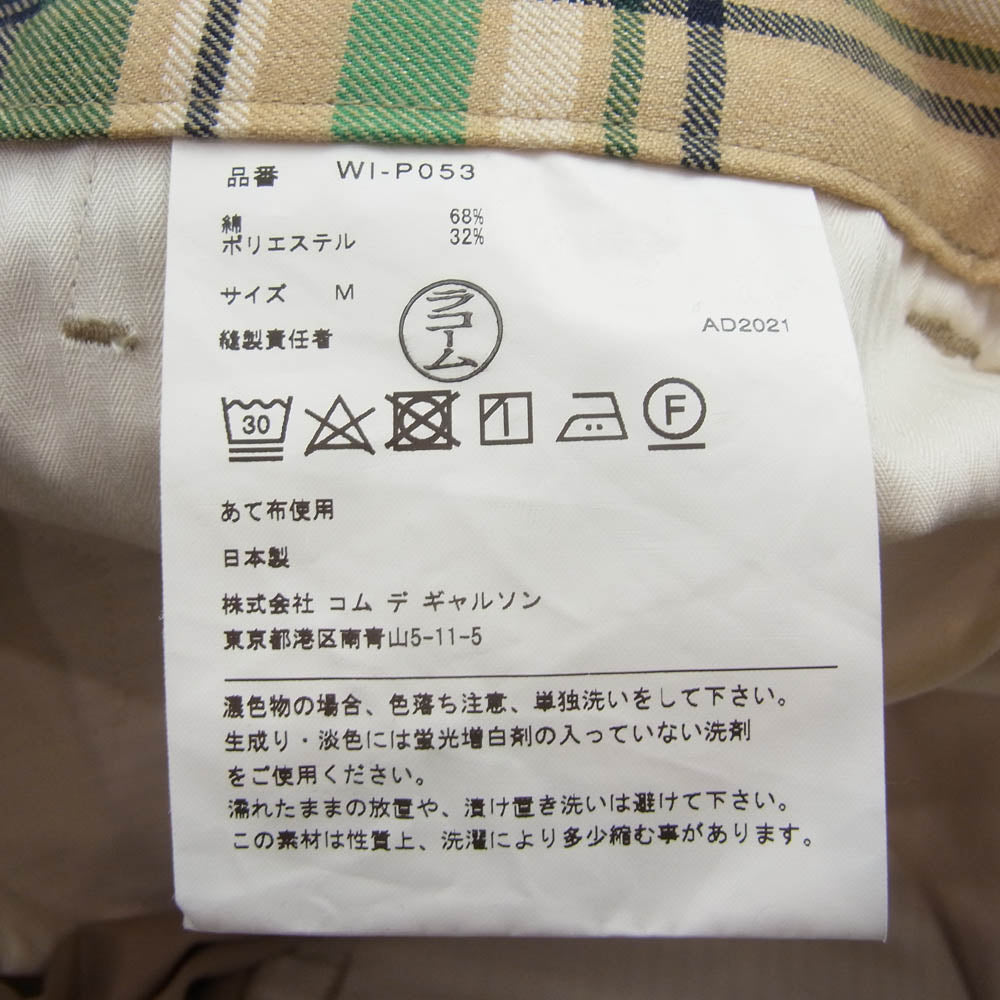 品番 WI-P053
綿 68%
ポリエステル 32%
サイズ M
ラコーム
縫製責任者
AD2021
30
F
あて布使用
日本製
株式会社 コム デ ギャルソン
東京都港区南青山5-11-5
濃色物の場合、色落ち注意、単独洗いをして下さい。
生成り・淡色には蛍光増白剤の入っていない洗剤
をご使用ください。
濡れたままの放置や、漬け置き洗いは避けて下さい。
この素材は性質上、洗濯により多少縮む事があります。